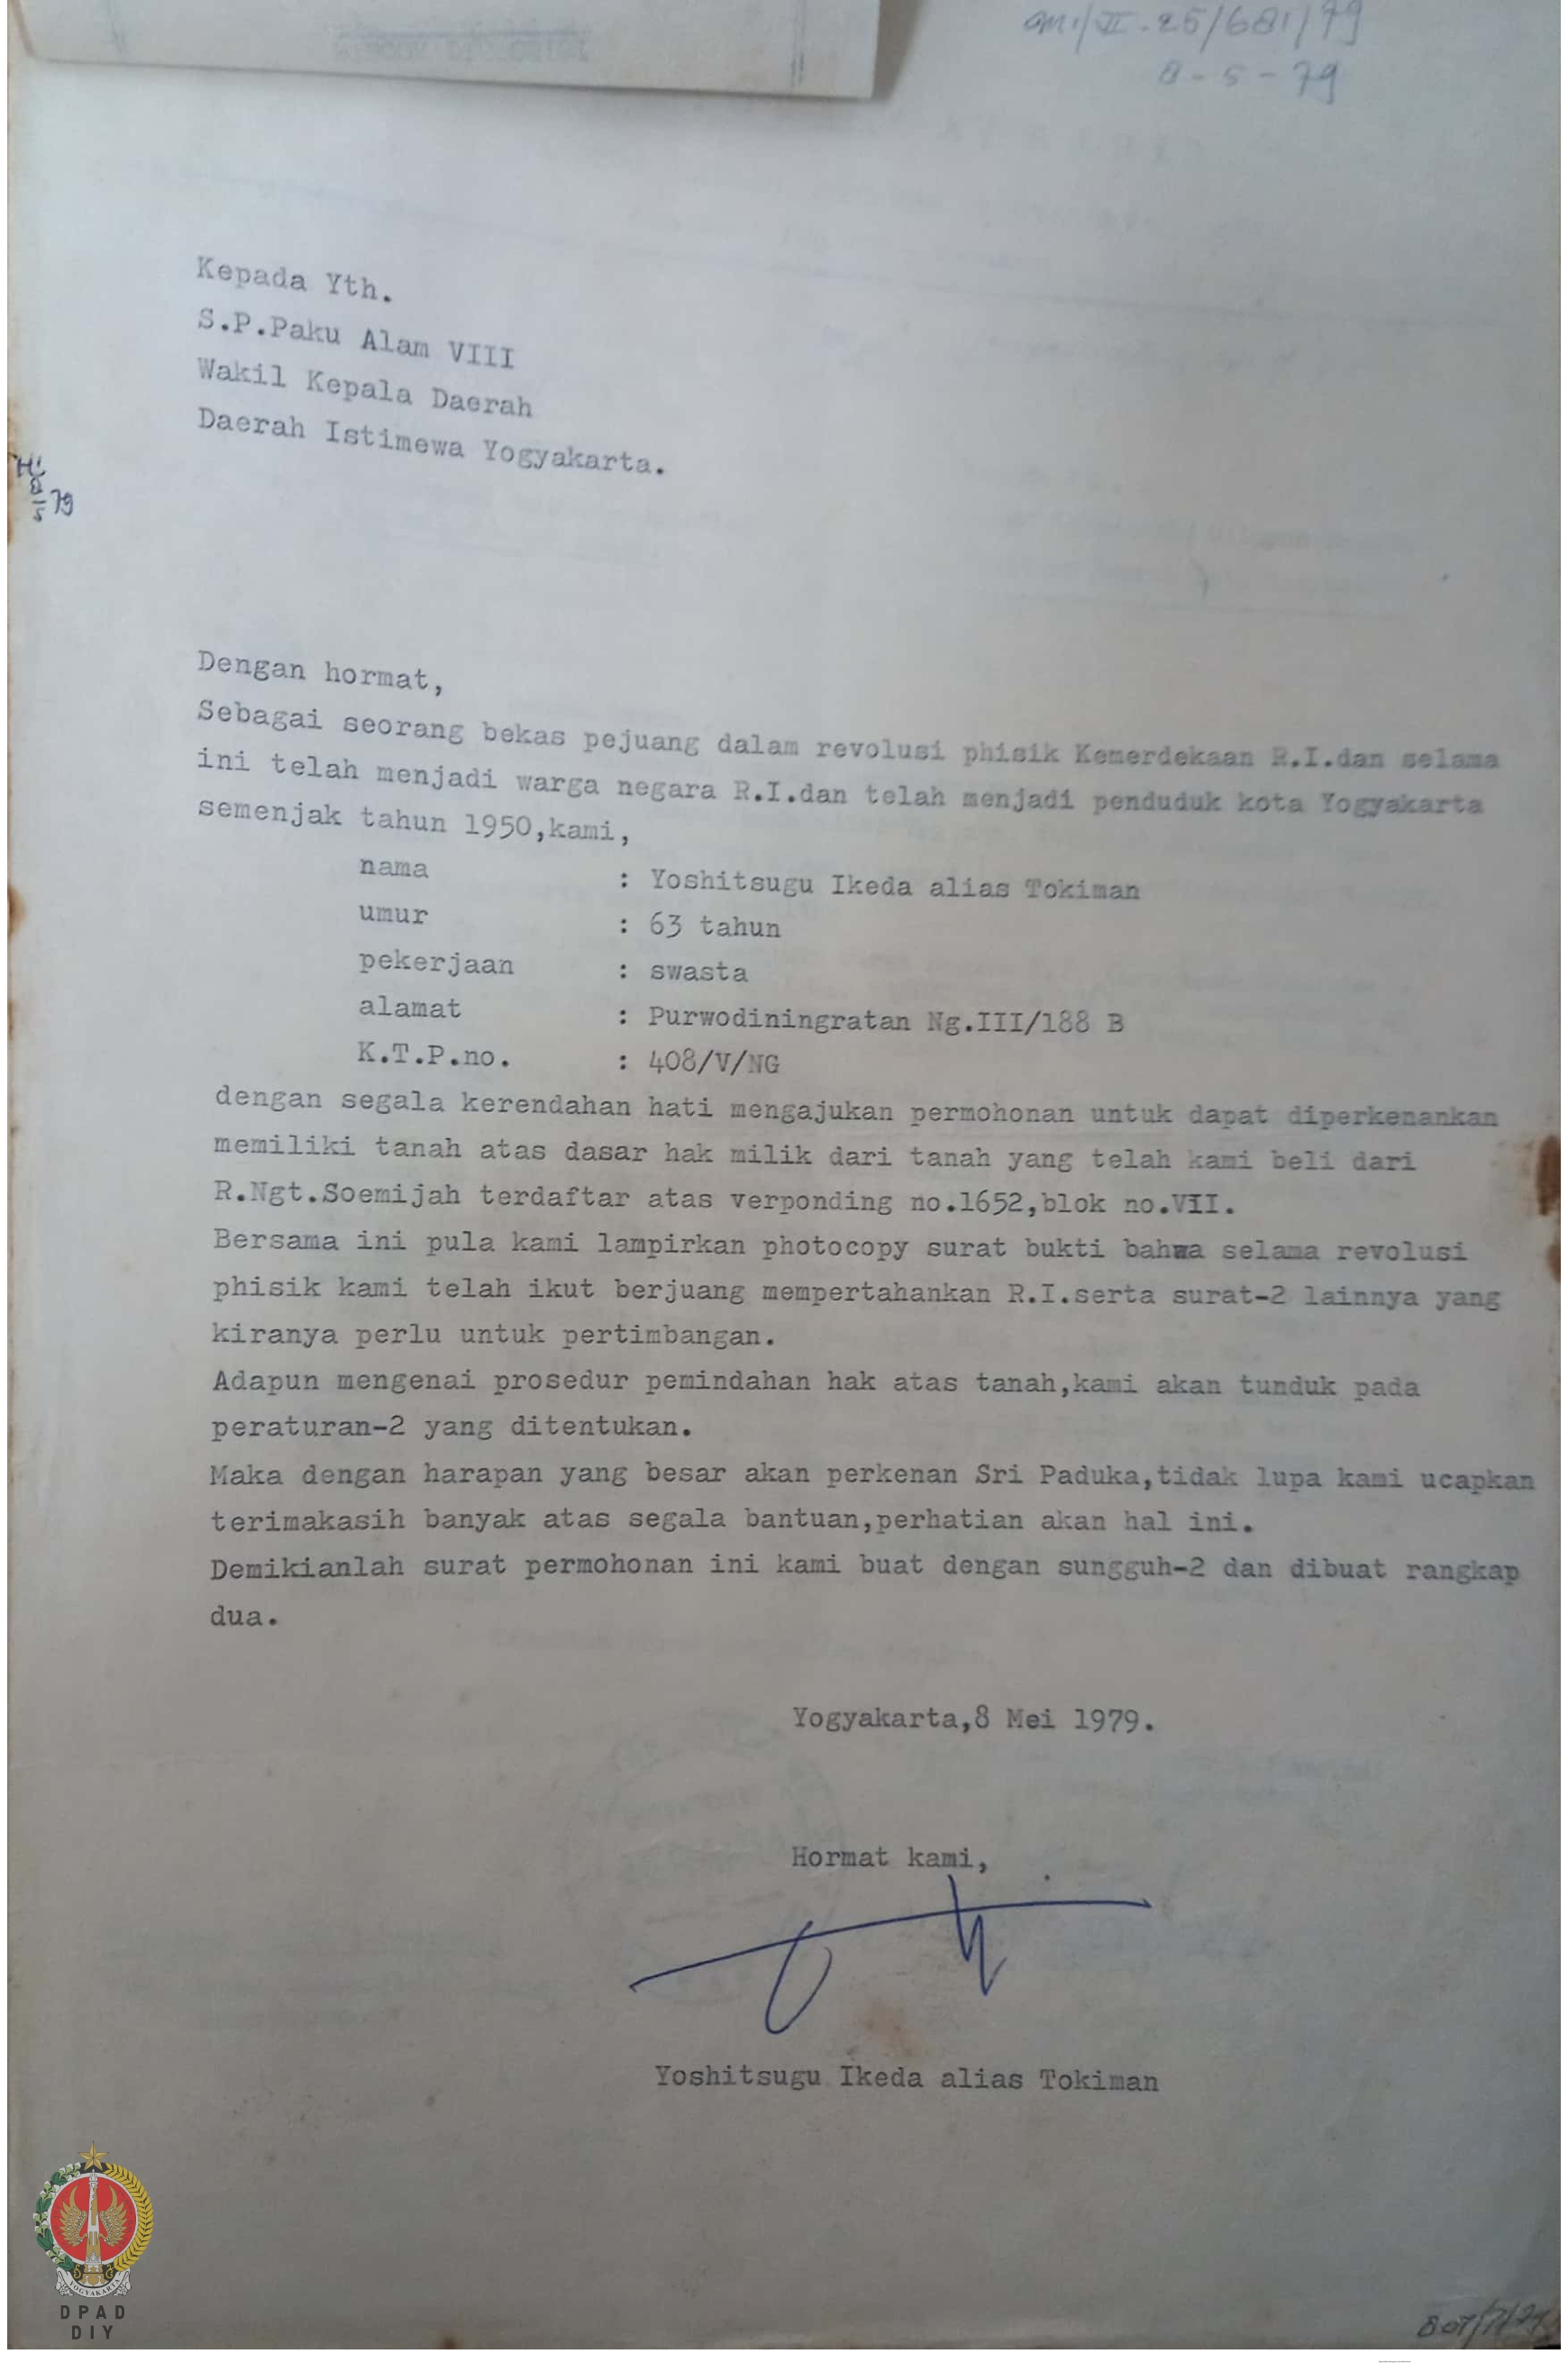 25/681/79
8-5-79
Kepada Yth.
S.P.Paku Alam VIII
Wakil Kepala Daerah
Daerah Istimewa Yogyakarta.
8/5 79
Dengan hormat,
Sebagai seorang bekas pejuang dalam revolusi phisik Kemerdekaan R.I.dan selama
ini telah menjadi warga negara R.I.dan telah menjadi penduduk kota Yogyakarta
semenjak tahun 1950,kami,
nama : Yoshitsugu Ikeda alias Tokiman
umur : 63 tahun
pekerjaan : swasta
alamat : Purwodiningratan Ng.III/188 B
K.T.P.no. : 408/V/NG
dengan segala kerendahan hati mengajukan permohonan untuk dapat diperkenankan
memiliki tanah atas dasar hak milik dari tanah yang telah kami beli dari
R.Ngt.Soemijah terdaftar atas verponding no.1652,blok no.VII.
Bersama ini pula kami lampirkan photocopy surat bukti bahwa selama revolusi
phisik kami telah ikut berjuang mempertahankan R.I.serta surat-2 lainnya yang
kiranya perlu untuk pertimbangan.
Adapun mengenai prosedur pemindahan hak atas tanah,kami akan tunduk pada
peraturan-2 yang ditentukan.
Maka dengan harapan yang besar akan perkenan Sri Paduka,tidak lupa kami ucapkan
terimakasih banyak atas segala bantuan,perhatian akan hal ini.
Demikianlah surat permohonan ini kami buat dengan sungguh-2 dan dibuat rangkap
dua.
Yogyakarta,8 Mei 1979.
Hormat kami,
Yoshitsugu Ikeda alias Tokiman
YOGYAKARTA
DPAD
DIY